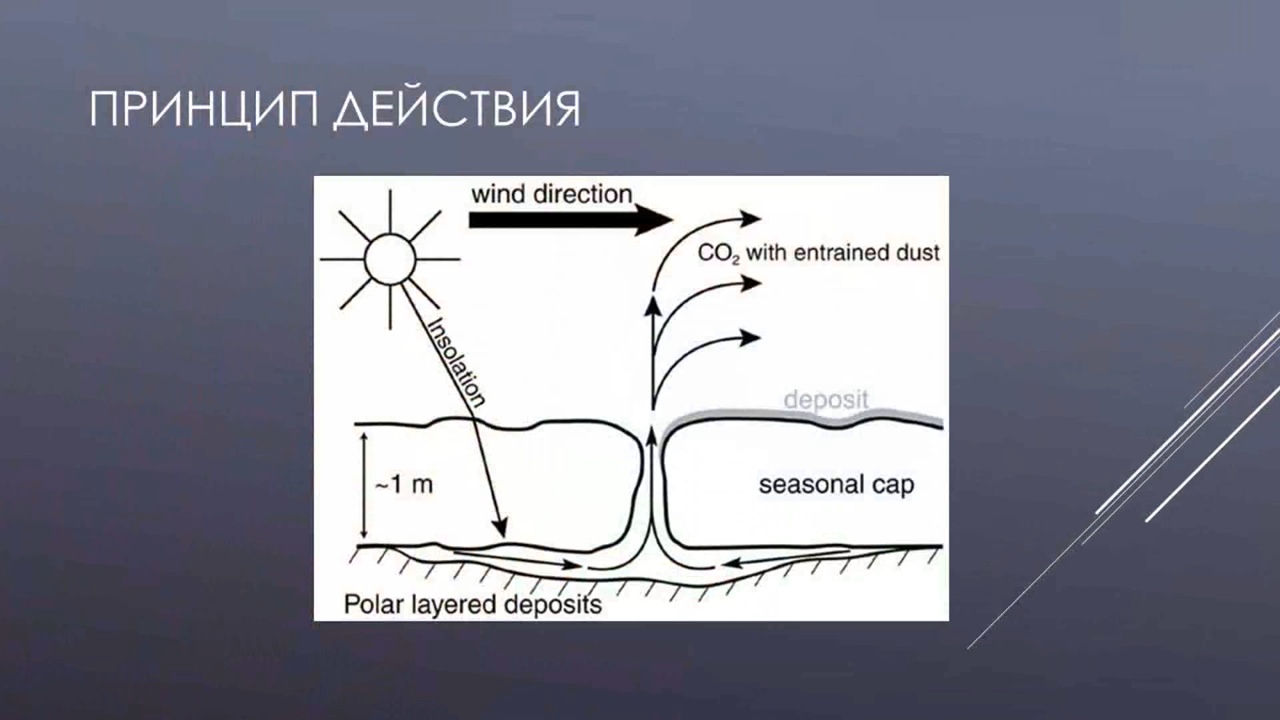 ПРИНЦИП ДЕЙСТВИЯ
wind direction
CO₂ with entrained dust
Insolation
deposit
~1 m
seasonal cap
Polar layered deposits